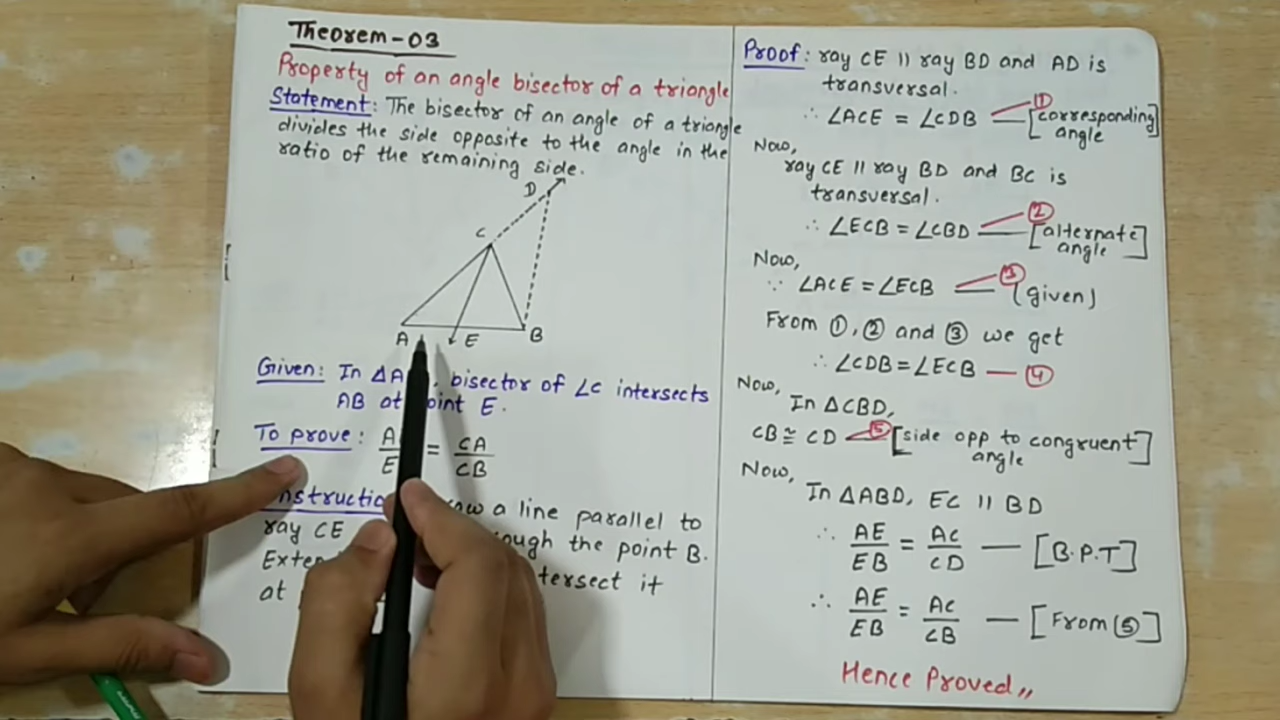 Theorem-03
Property of an angle bisector of a triangle
Statement: The bisector of an angle of a triangle
divides the side opposite to the angle in the
ratio of the remaining side.
D
C
A E B
Given: In ΔA , bisector of ∠C intersects
AB at point E.
To prove: A = CA
E CB
draw a line parallel to
ray CE through the point B.
intersect it
at
Proof: ray CE || ray BD and AD is
transversal.
∴ ∠ACE = ∠CDB — ① [corresponding
angle]
Now,
ray CE || ray BD and BC is
transversal.
∴ ∠ECB = ∠CBD — ② [alternate
angle]
Now,
∵ ∠ACE = ∠ECB — ③ (given)
From ①, ② and ③ we get
∴ ∠CDB = ∠ECB — ④
Now,
In ΔCBD,
CB ≅ CD — ⑤ [side opp to congruent
angle]
Now,
In ΔABD, EC || BD
∴ AE/EB = AC/CD — [B.P.T]
∴ AE/EB = AC/CB — [From ⑤]
Hence Proved,,